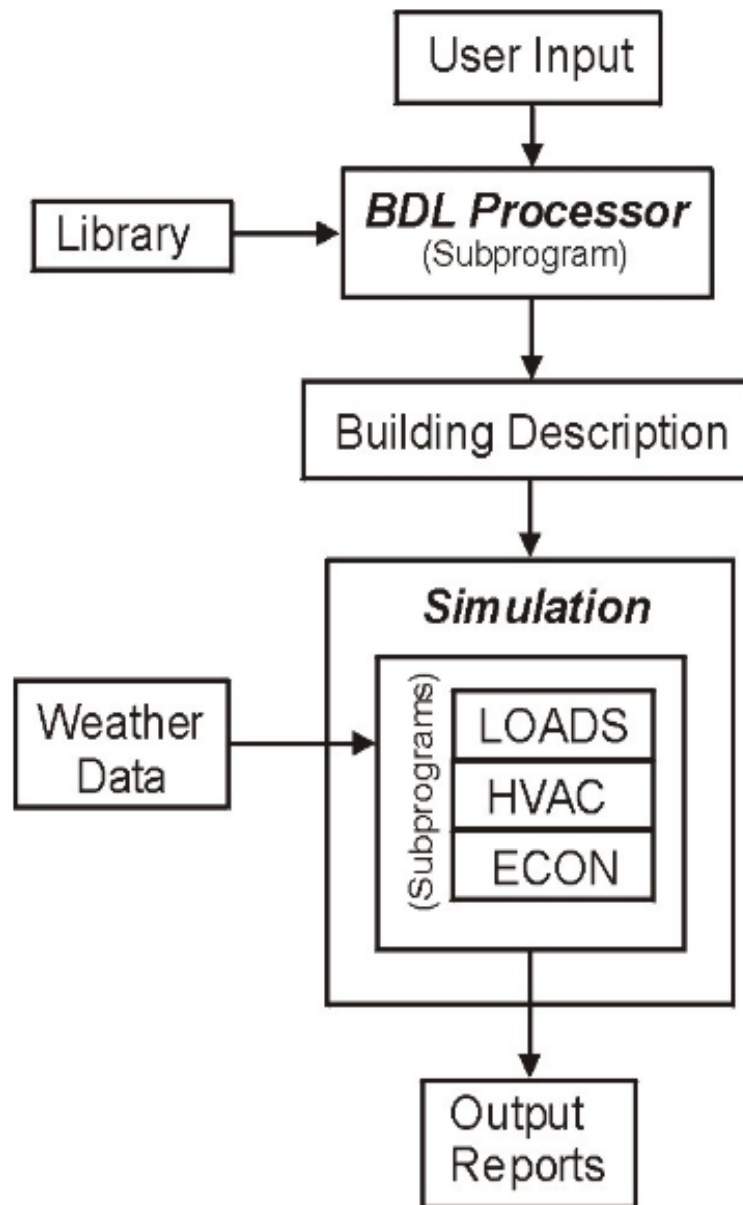 User Input
BDL Processor
(Subprogram)
Library
Building Description
Simulation
Weather
Data
(Subprograms)
LOADS
HVAC
ECON
Output
Reports